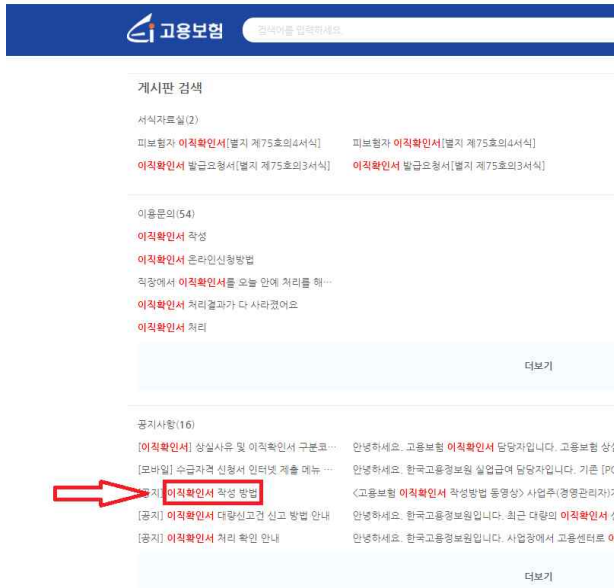 고용보험
검색어를 입력하세요
게시판 검색
서식자료실(2)
피보험자 이직확인서[별지 제75호의4서식] 피보험자 이직확인서[별지 제75호의4서식]
이직확인서 발급요청서[별지 제75호의3서식] 이직확인서 발급요청서[별지 제75호의3서식]
이용문의(54)
이직확인서 작성
이직확인서 온라인신청방법
직장에서 이직확인서를 오늘 안에 처리를 해…
이직확인서 처리결과가 다 사라졌어요
이직확인서 처리
더보기
공지사항(16)
[이직확인서] 상실사유 및 이직확인서 구분코… 안녕하세요. 고용보험 이직확인서 담당자입니다. 고용보험 상
[모바일] 수급자격 신청서 인터넷 제출 메뉴 … 안녕하세요. 한국고용정보원 실업급여 담당자입니다. 기존 [PC
이직확인서 작성 방법 <고용보험 이직확인서 작성방법 동영상> 사업주(경영관리자)가
[공지] 이직확인서 대량신고건 신고 방법 안내 안녕하세요. 한국고용정보원입니다. 최근 대량의 이직확인서
[공지] 이직확인서 처리 확인 안내 안녕하세요. 한국고용정보원입니다. 사업장에서 고용센터로
더보기